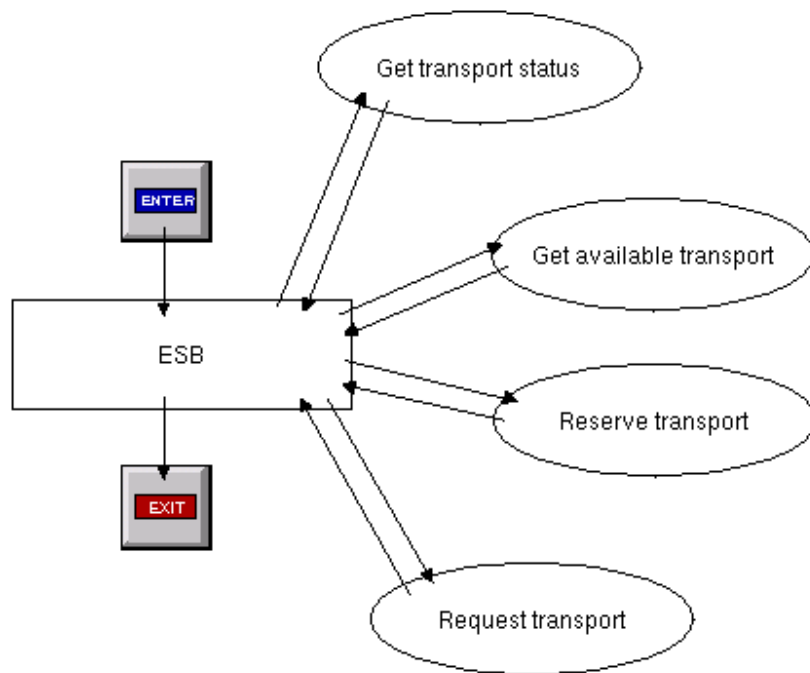 Get transport status
ENTER
Get available transport
ESB
Reserve transport
EXIT
Request transport